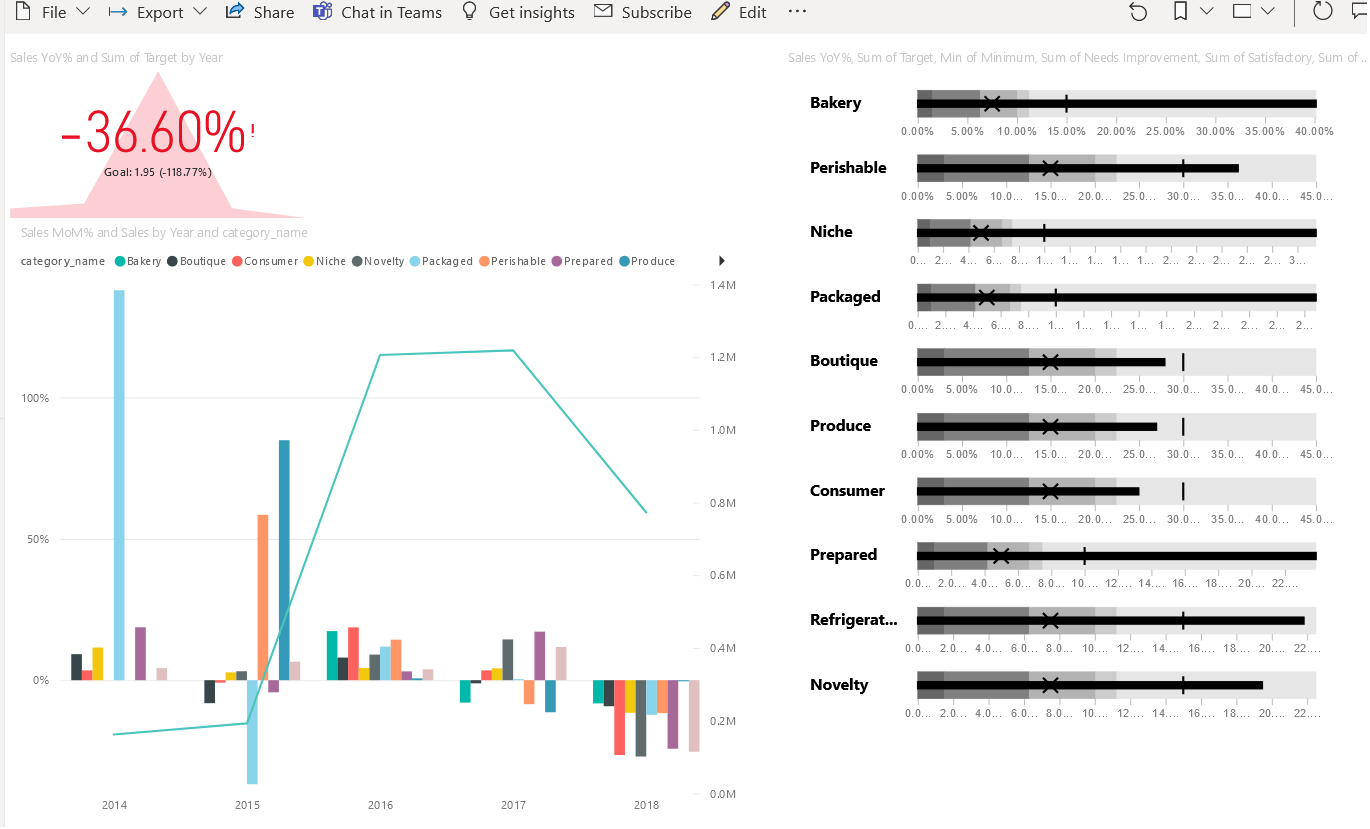 File Export Share Chat in Teams Get insights Subscribe Edit ...
Sales YoY% and Sum of Target by Year
-36.60%!
Goal: 1.95 (-118.77%)
Sales MoM% and Sales by Year and category_name
category_name Bakery Boutique Consumer Niche Novelty Packaged Perishable Prepared Produce
1.4M
1.2M
100%
1.0M
0.8M
50%
0.6M
0.4M
0%
0.2M
0.0M
2014 2015 2016 2017 2018
Sales YoY%, Sum of Target, Min of Minimum, Sum of Needs Improvement, Sum of Satisfactory, Sum of ...
Bakery
0.00% 5.00% 10.00% 15.00% 20.00% 25.00% 30.00% 35.00% 40.00%
Perishable
0.00% 5.00% 10.0... 15.0... 20.0... 25.0... 30.0... 35.0... 40.0... 45.0...
Niche
0... 2... 4... 6... 8... 1... 1... 1... 1... 1... 2... 2... 2... 2... 2... 3...
Packaged
0.... 2... 4... 6... 8... 1... 1... 1... 1... 1... 2... 2... 2... 2... 2...
Boutique
0.00% 5.00% 10.0... 15.0... 20.0... 25.0... 30.0... 35.0... 40.0... 45.0...
Produce
0.00% 5.00% 10.0... 15.0... 20.0... 25.0... 30.0... 35.0... 40.0... 45.0...
Consumer
0.00% 5.00% 10.0... 15.0... 20.0... 25.0... 30.0... 35.0... 40.0... 45.0...
Prepared
0.0... 2.0... 4.0... 6.0... 8.0... 10.... 12.... 14.... 16.... 18.... 20.... 22....
Refrigerat...
0.0... 2.0... 4.0... 6.0... 8.0... 10.... 12.... 14.... 16.... 18.... 20.... 22....
Novelty
0.0... 2.0... 4.0... 6.0... 8.0... 10.... 12.... 14.... 16.... 18.... 20.... 22....